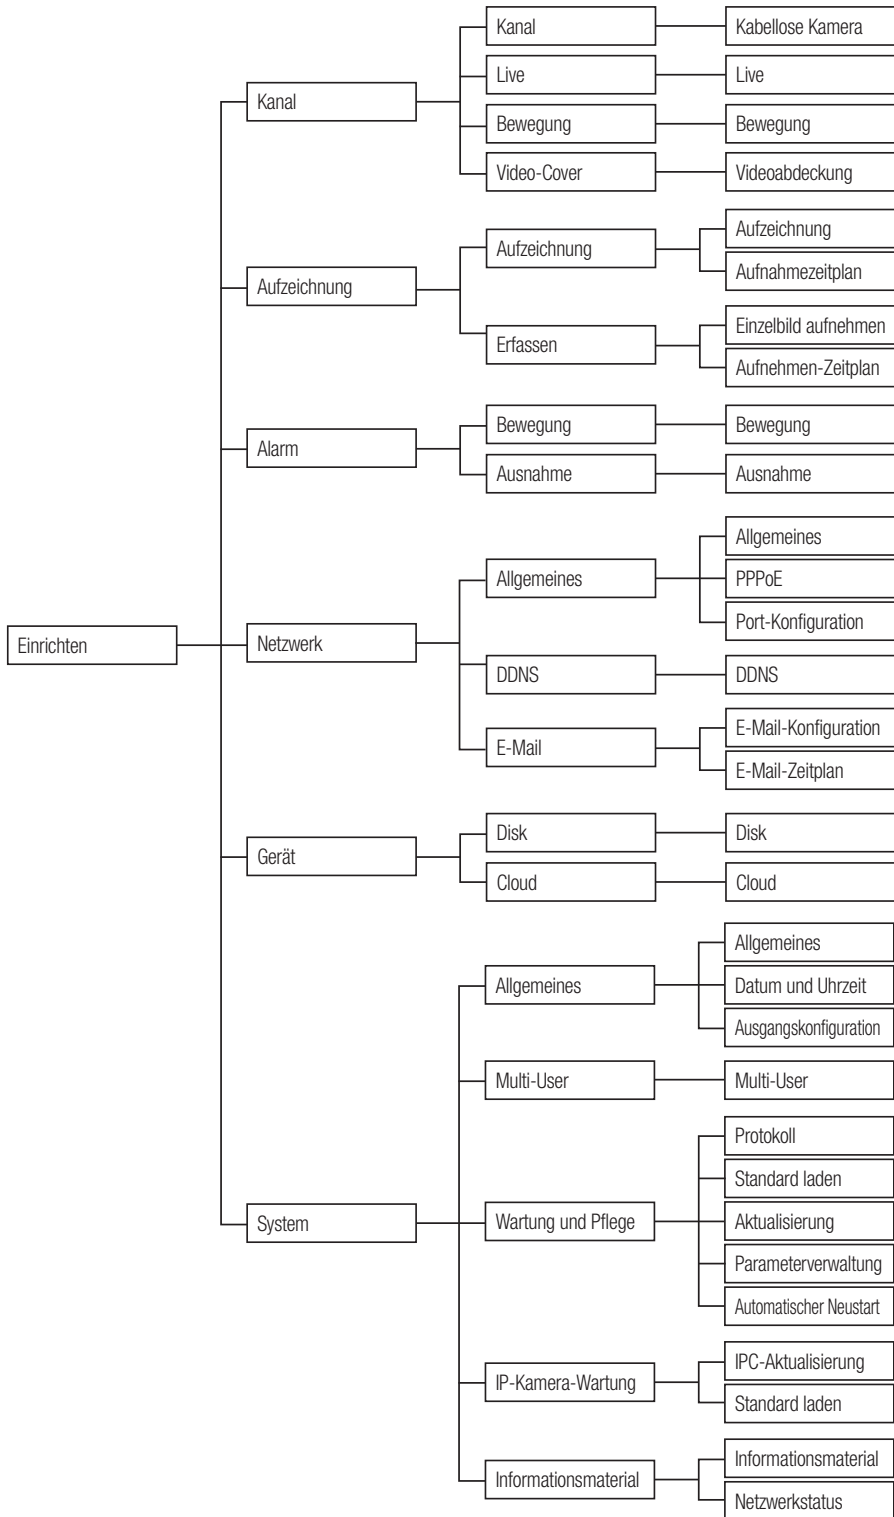 Kanal
Kabellose Kamera
Live
Live
Kanal
Bewegung
Bewegung
Video-Cover
Videoabdeckung
Aufzeichnung
Aufzeichnung
Aufnahmezeitplan
Aufzeichnung
Erfassen
Einzelbild aufnehmen
Aufnehmen-Zeitplan
Alarm
Bewegung
Bewegung
Ausnahme
Ausnahme
Einrichten
Netzwerk
Allgemeines
Allgemeines
PPPoE
Port-Konfiguration
DDNS
DDNS
E-Mail
E-Mail-Konfiguration
E-Mail-Zeitplan
Gerät
Disk
Disk
Cloud
Cloud
System
Allgemeines
Allgemeines
Datum und Uhrzeit
Ausgangskonfiguration
Multi-User
Multi-User
Wartung und Pflege
Protokoll
Standard laden
Aktualisierung
Parameterverwaltung
Automatischer Neustart
IP-Kamera-Wartung
IPC-Aktualisierung
Standard laden
Informationsmaterial
Informationsmaterial
Netzwerkstatus